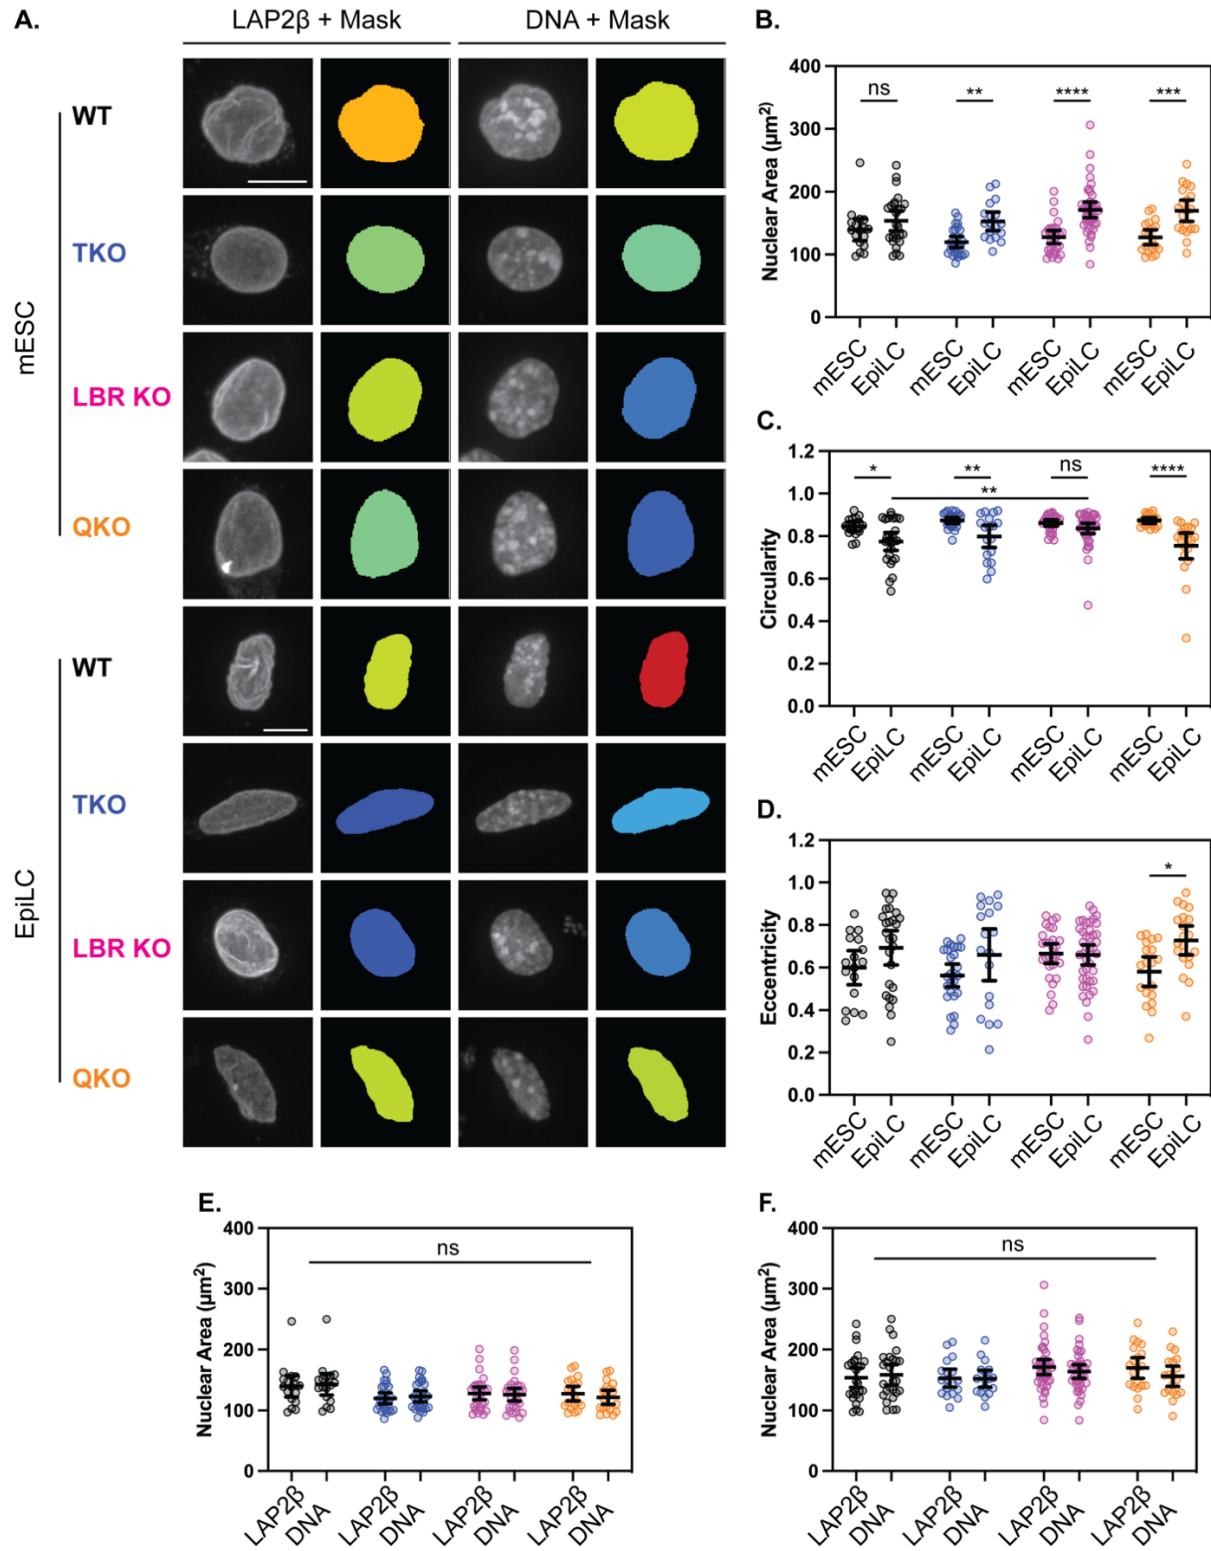 A.
LAP2β + Mask
DNA + Mask
mESC
WT
TKO
LBR KO
QKO
EpiLC
WT
TKO
LBR KO
QKO
B.
Nuclear Area (µm²)
400
300
200
100
0
ns
**
****
***
mESC
EpiLC
mESC
EpiLC
mESC
EpiLC
mESC
EpiLC
C.
Circularity
1.2
1.0
0.8
0.6
0.4
0.2
0.0
*
**
ns
****
**
mESC
EpiLC
mESC
EpiLC
mESC
EpiLC
mESC
EpiLC
D.
Eccentricity
1.2
1.0
0.8
0.6
0.4
0.2
0.0
*
mESC
EpiLC
mESC
EpiLC
mESC
EpiLC
mESC
EpiLC
E.
Nuclear Area (µm²)
400
300
200
100
0
ns
LAP2β
DNA
LAP2β
DNA
LAP2β
DNA
LAP2β
DNA
F.
Nuclear Area (µm²)
400
300
200
100
0
ns
LAP2β
DNA
LAP2β
DNA
LAP2β
DNA
LAP2β
DNA